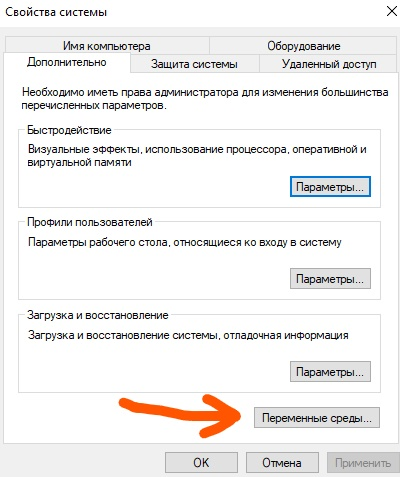 Свойства системы
Имя компьютера
Оборудование
Дополнительно
Защита системы
Удаленный доступ
Необходимо иметь права администратора для изменения большинства
перечисленных параметров.
Быстродействие
Визуальные эффекты, использование процессора, оперативной и
виртуальной памяти
Параметры...
Профили пользователей
Параметры рабочего стола, относящиеся ко входу в систему
Параметры...
Загрузка и восстановление
Загрузка и восстановление системы, отладочная информация
Параметры...
Переменные среды...
OK
Отмена
Применить